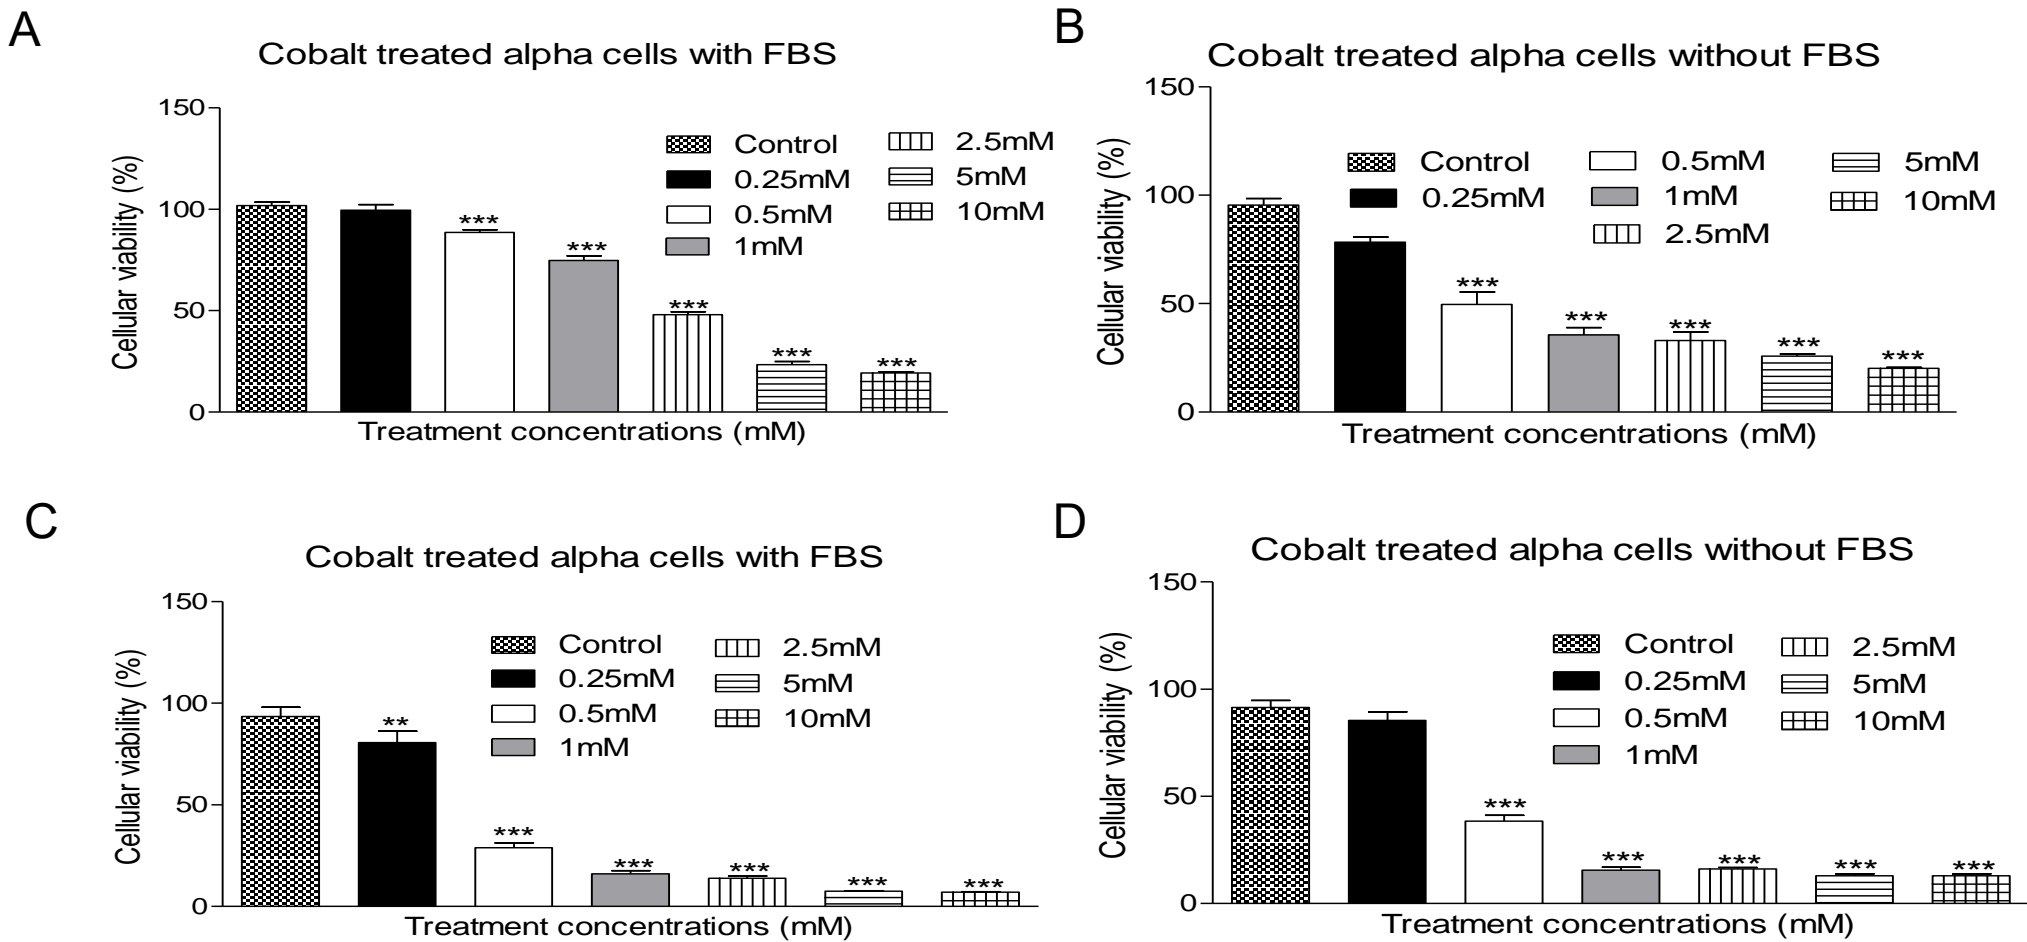 A
Cobalt treated alpha cells with FBS
150
100
50
0
Cellular viability (%)
Control
0.25mM
0.5mM
1mM
2.5mM
5mM
10mM
***
***
***
***
***
Treatment concentrations (mM)
B
Cobalt treated alpha cells without FBS
150
100
50
0
Cellular viability (%)
Control
0.25mM
0.5mM
1mM
2.5mM
5mM
10mM
***
***
***
***
***
Treatment concentrations (mM)
C
Cobalt treated alpha cells with FBS
150
100
50
0
Cellular viability (%)
Control
0.25mM
0.5mM
1mM
2.5mM
5mM
10mM
**
***
***
***
***
***
Treatment concentrations (mM)
D
Cobalt treated alpha cells without FBS
150
100
50
0
Cellular viability (%)
Control
0.25mM
0.5mM
1mM
2.5mM
5mM
10mM
***
***
***
***
***
Treatment concentrations (mM)